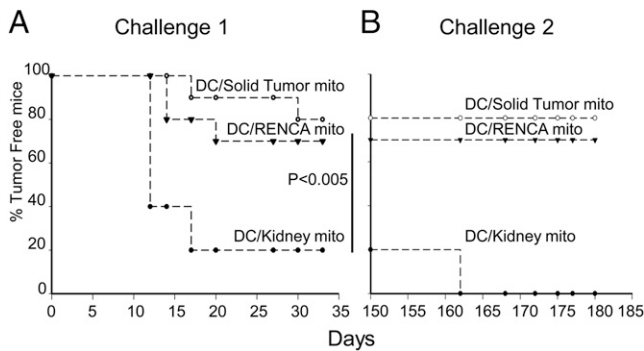 A
Challenge 1
B
Challenge 2
% Tumor Free mice
100
80
60
40
20
0
DC/Solid Tumor mito
DC/RENCA mito
P<0.005
DC/Kidney mito
0 5 10 15 20 25 30 35
DC/Solid Tumor mito
DC/RENCA mito
DC/Kidney mito
150 155 160 165 170 175 180 185
Days